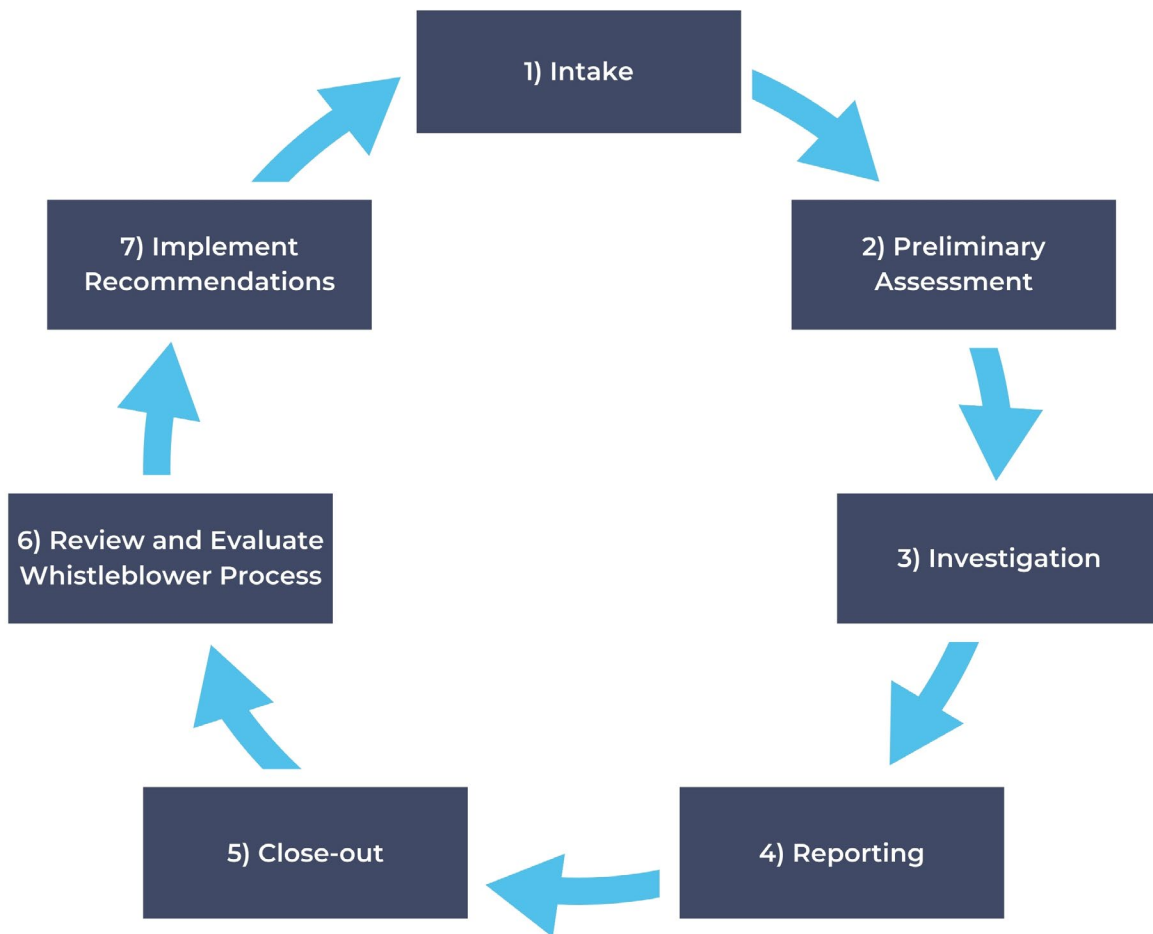 1) Intake
2) Preliminary
Assessment
3) Investigation
4) Reporting
5) Close-out
6) Review and Evaluate
Whistleblower Process
7) Implement
Recommendations